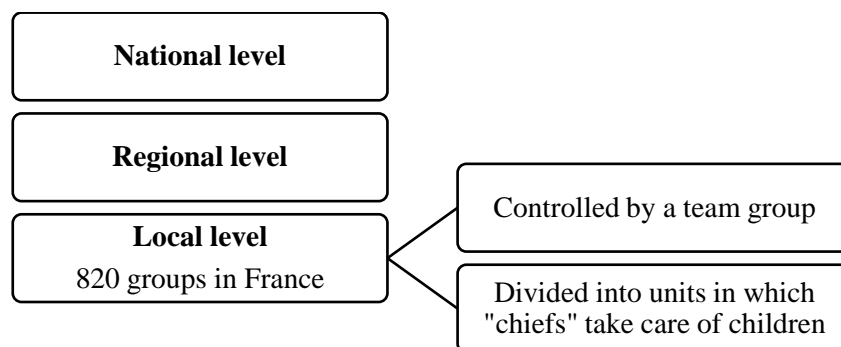 National level
Regional level
Local level
820 groups in France
Controlled by a team group
Divided into units in which
"chiefs" take care of children